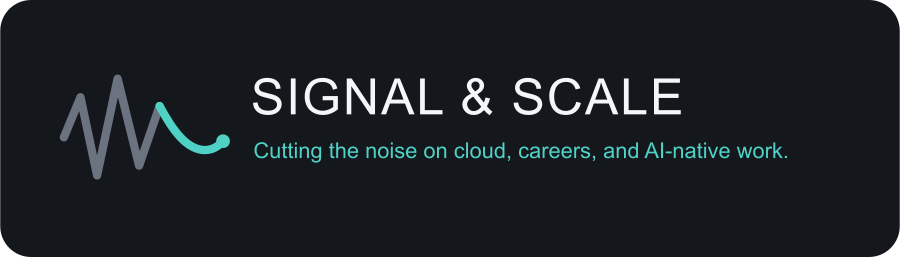 SIGNAL & SCALE
Cutting the noise on cloud, careers, and AI-native work.